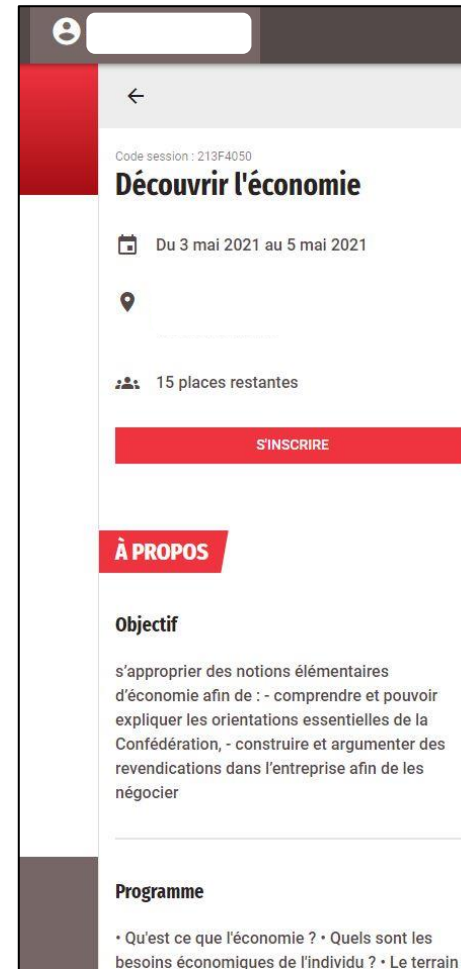 Code session : 213F4050
Découvrir l'économie
Du 3 mai 2021 au 5 mai 2021
15 places restantes
S'INSCRIRE
À PROPOS
Objectif
s’approprier des notions élémentaires
d’économie afin de : - comprendre et pouvoir
expliquer les orientations essentielles de la
Confédération, - construire et argumenter des
revendications dans l’entreprise afin de les
négocier
Programme
• Qu'est ce que l'économie ? • Quels sont les
besoins économiques de l'individu ? • Le terrain